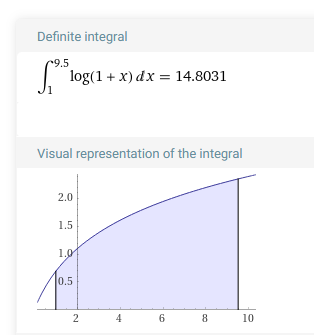 Definite integral
∫₁^9.5 log(1 + x) dx = 14.8031
Visual representation of the integral
2.0
1.5
1.0
0.5
2 4 6 8 10